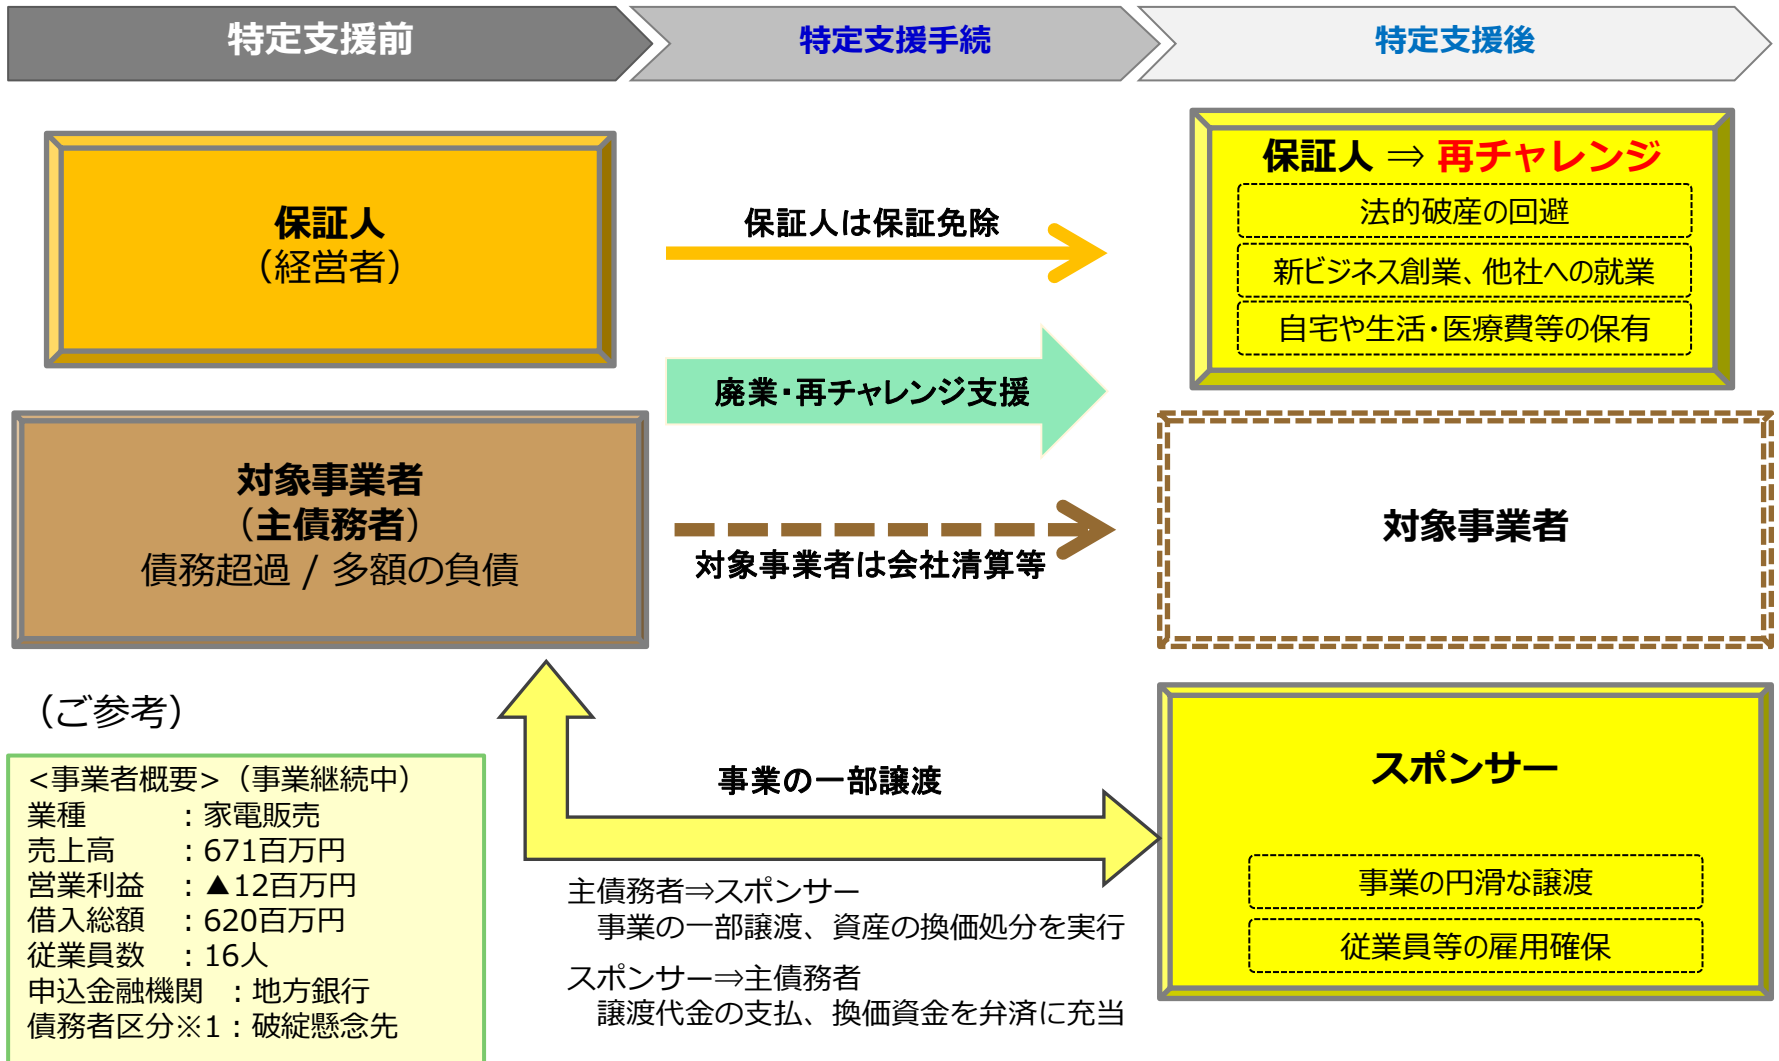 特定支援前
特定支援手続
特定支援後
保証人
（経営者）
保証人は保証免除
保証人 ⇒ 再チャレンジ
法的破産の回避
新ビジネス創業、他社への就業
自宅や生活・医療費等の保有
廃業・再チャレンジ支援
対象事業者
（主債務者）
債務超過 / 多額の負債
対象事業者は会社清算等
対象事業者
（ご参考）
<事業者概要>（事業継続中）
業種　　　：家電販売
売上高　　：671百万円
営業利益　：▲12百万円
借入総額　：620百万円
従業員数　：16人
申込金融機関　：地方銀行
債務者区分※1：破綻懸念先
事業の一部譲渡
主債務者⇒スポンサー
事業の一部譲渡、資産の換価処分を実行
スポンサー⇒主債務者
譲渡代金の支払、換価資金を弁済に充当
スポンサー
事業の円滑な譲渡
従業員等の雇用確保